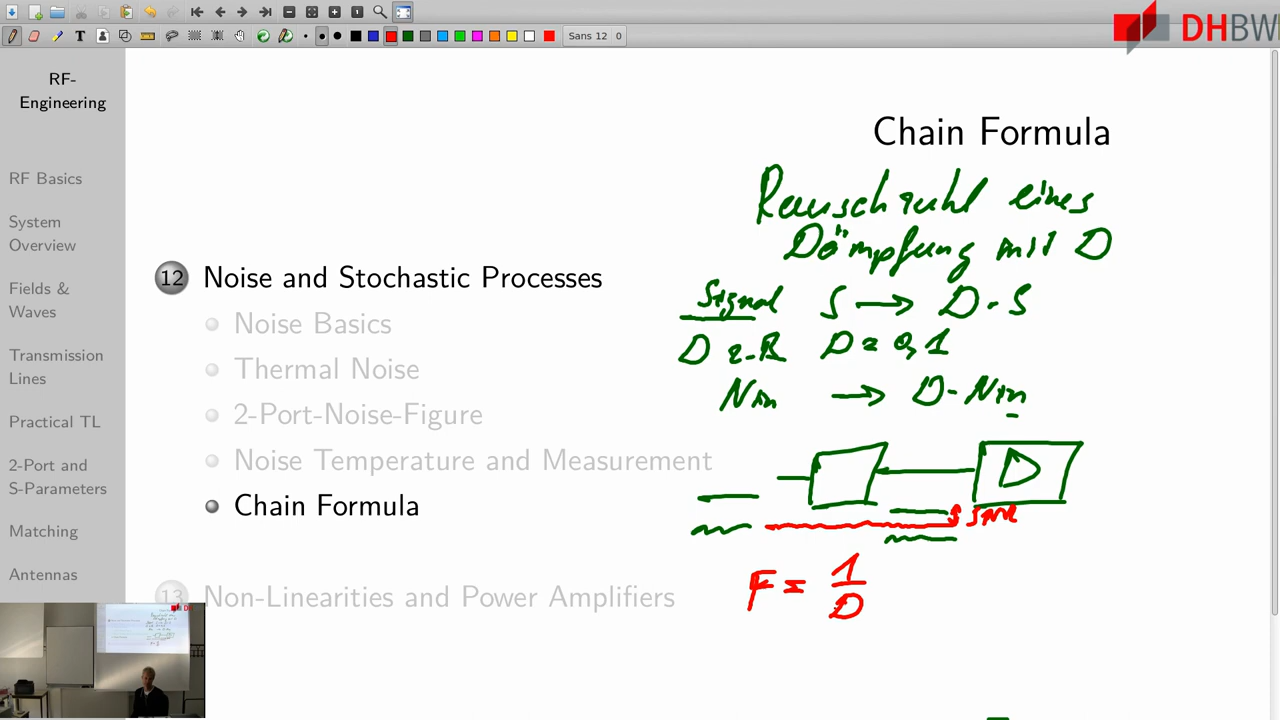 Sans 12 0
DHBW
RF-
Engineering
RF Basics
System
Overview
Fields &
Waves
Transmission
Lines
Practical TL
2-Port and
S-Parameters
Matching
Antennas
12 Noise and Stochastic Processes
Noise Basics
Thermal Noise
2-Port-Noise-Figure
Noise Temperature and Measurement
Chain Formula
13 Non-Linearities and Power Amplifiers
Chain Formula
Rauschzahl eines
Dämpfung mit D
Signal S → D · S
D z.B. D = 0,1
Nin → D · Nin
D
SNR
F = 1
D